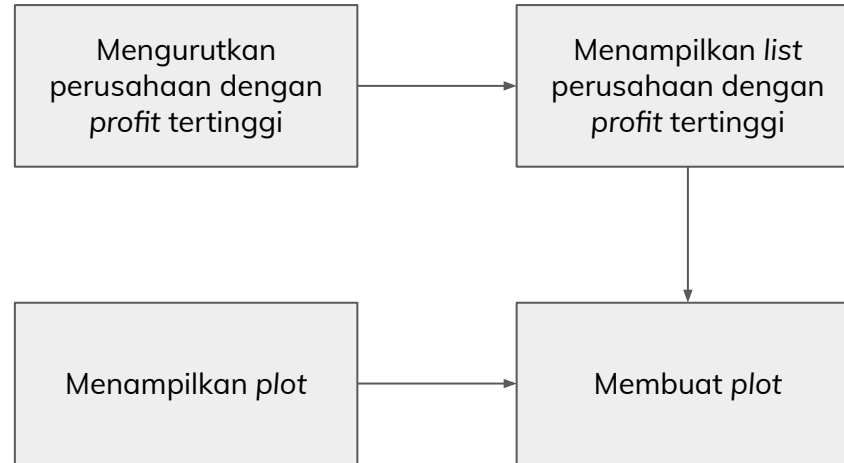 Mengurutkan
perusahaan dengan
profit tertinggi
Menampilkan list
perusahaan dengan
profit tertinggi
Menampilkan plot
Membuat plot